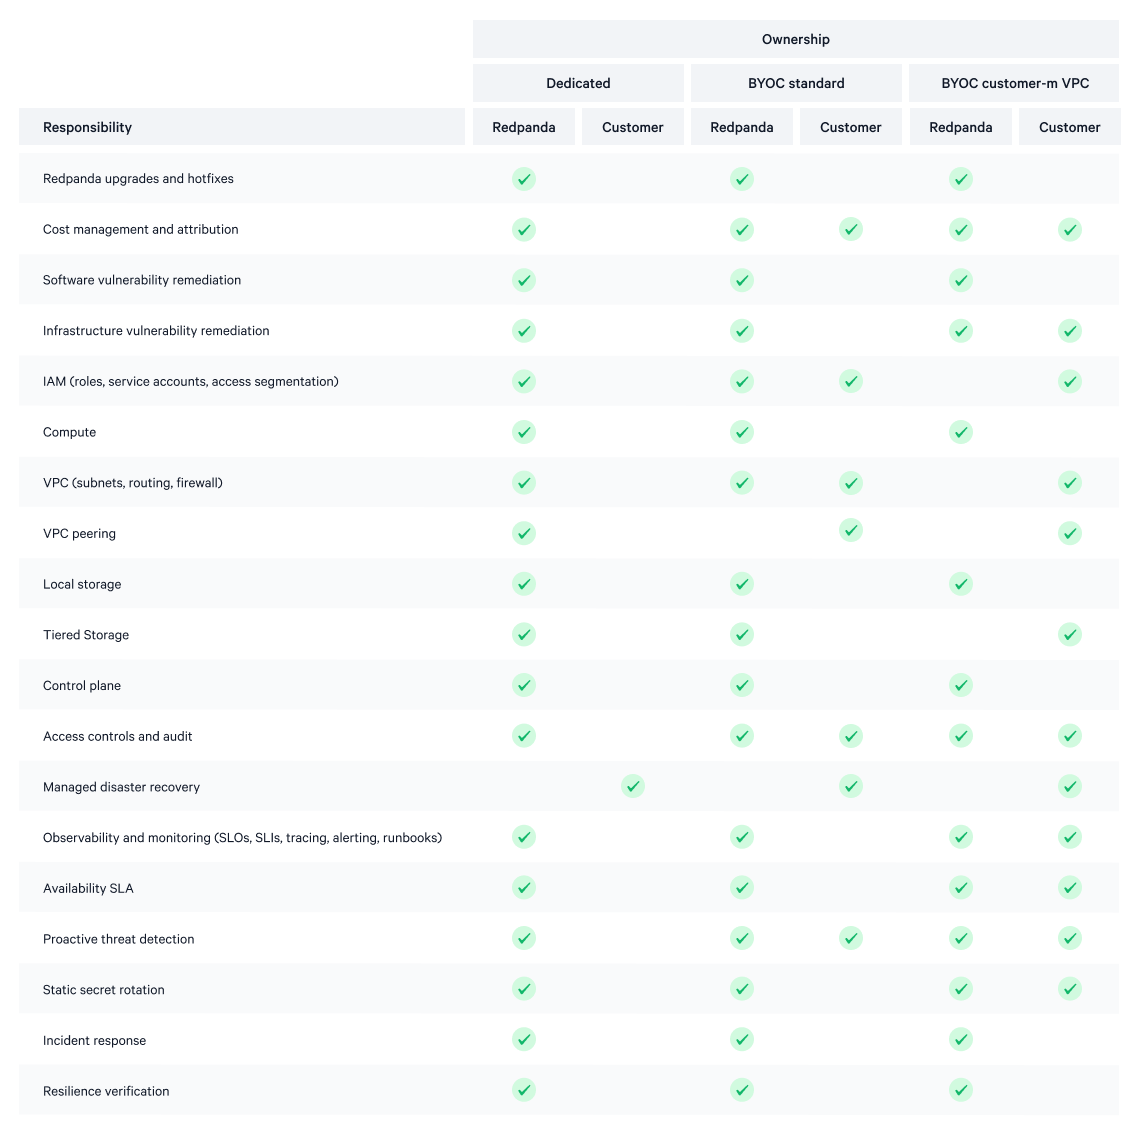 Ownership
Dedicated BYOC standard BYOC customer-m VPC
Responsibility Redpanda Customer Redpanda Customer Redpanda Customer
Redpanda upgrades and hotfixes
Cost management and attribution
Software vulnerability remediation
Infrastructure vulnerability remediation
IAM (roles, service accounts, access segmentation)
Compute
VPC (subnets, routing, firewall)
VPC peering
Local storage
Tiered Storage
Control plane
Access controls and audit
Managed disaster recovery
Observability and monitoring (SLOs, SLIs, tracing, alerting, runbooks)
Availability SLA
Proactive threat detection
Static secret rotation
Incident response
Resilience verification